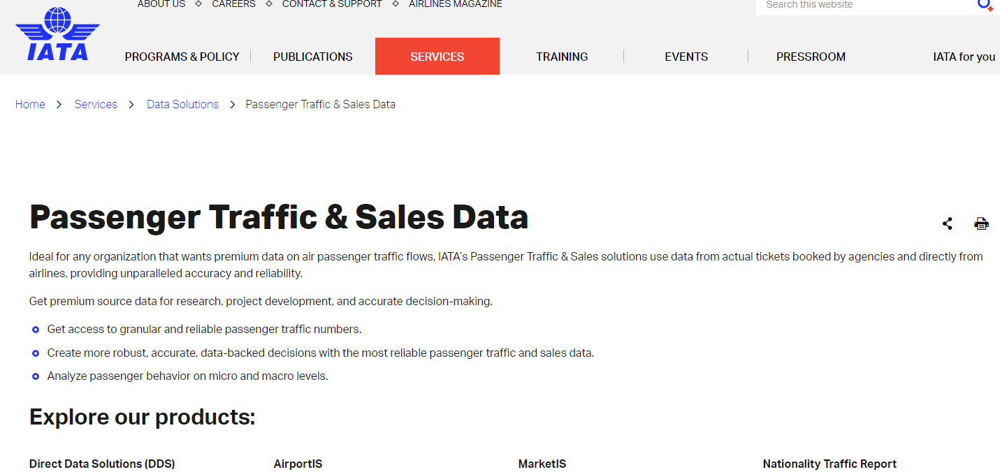 ABOUT US CAREERS CONTACT & SUPPORT AIRLINES MAGAZINE
Search this website
IATA
PROGRAMS & POLICY PUBLICATIONS SERVICES TRAINING EVENTS PRESSROOM IATA for you
Home > Services > Data Solutions > Passenger Traffic & Sales Data
Passenger Traffic & Sales Data
Ideal for any organization that wants premium data on air passenger traffic flows, IATA’s Passenger Traffic & Sales solutions use data from actual tickets booked by agencies and directly from
airlines, providing unparalleled accuracy and reliability.
Get premium source data for research, project development, and accurate decision-making.
Get access to granular and reliable passenger traffic numbers.
Create more robust, accurate, data-backed decisions with the most reliable passenger traffic and sales data.
Analyze passenger behavior on micro and macro levels.
Explore our products:
Direct Data Solutions (DDS) AirportIS MarketIS Nationality Traffic Report